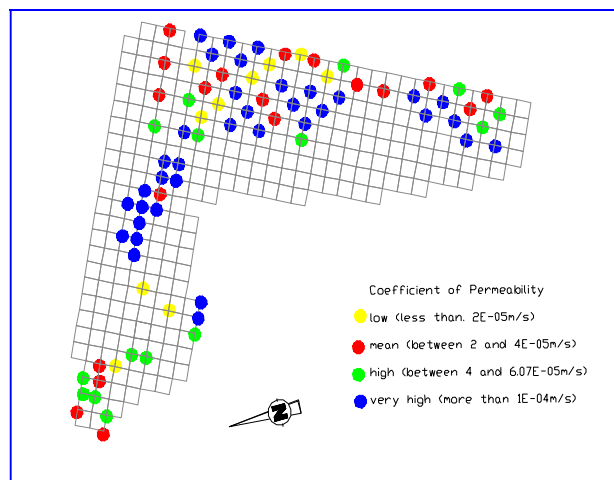 Coefficient of Permeability
low (less than. 2E-05m/s)
mean (between 2 and 4E-05m/s)
high (between 4 and 6.07E-05m/s)
very high (more than 1E-04m/s)
N